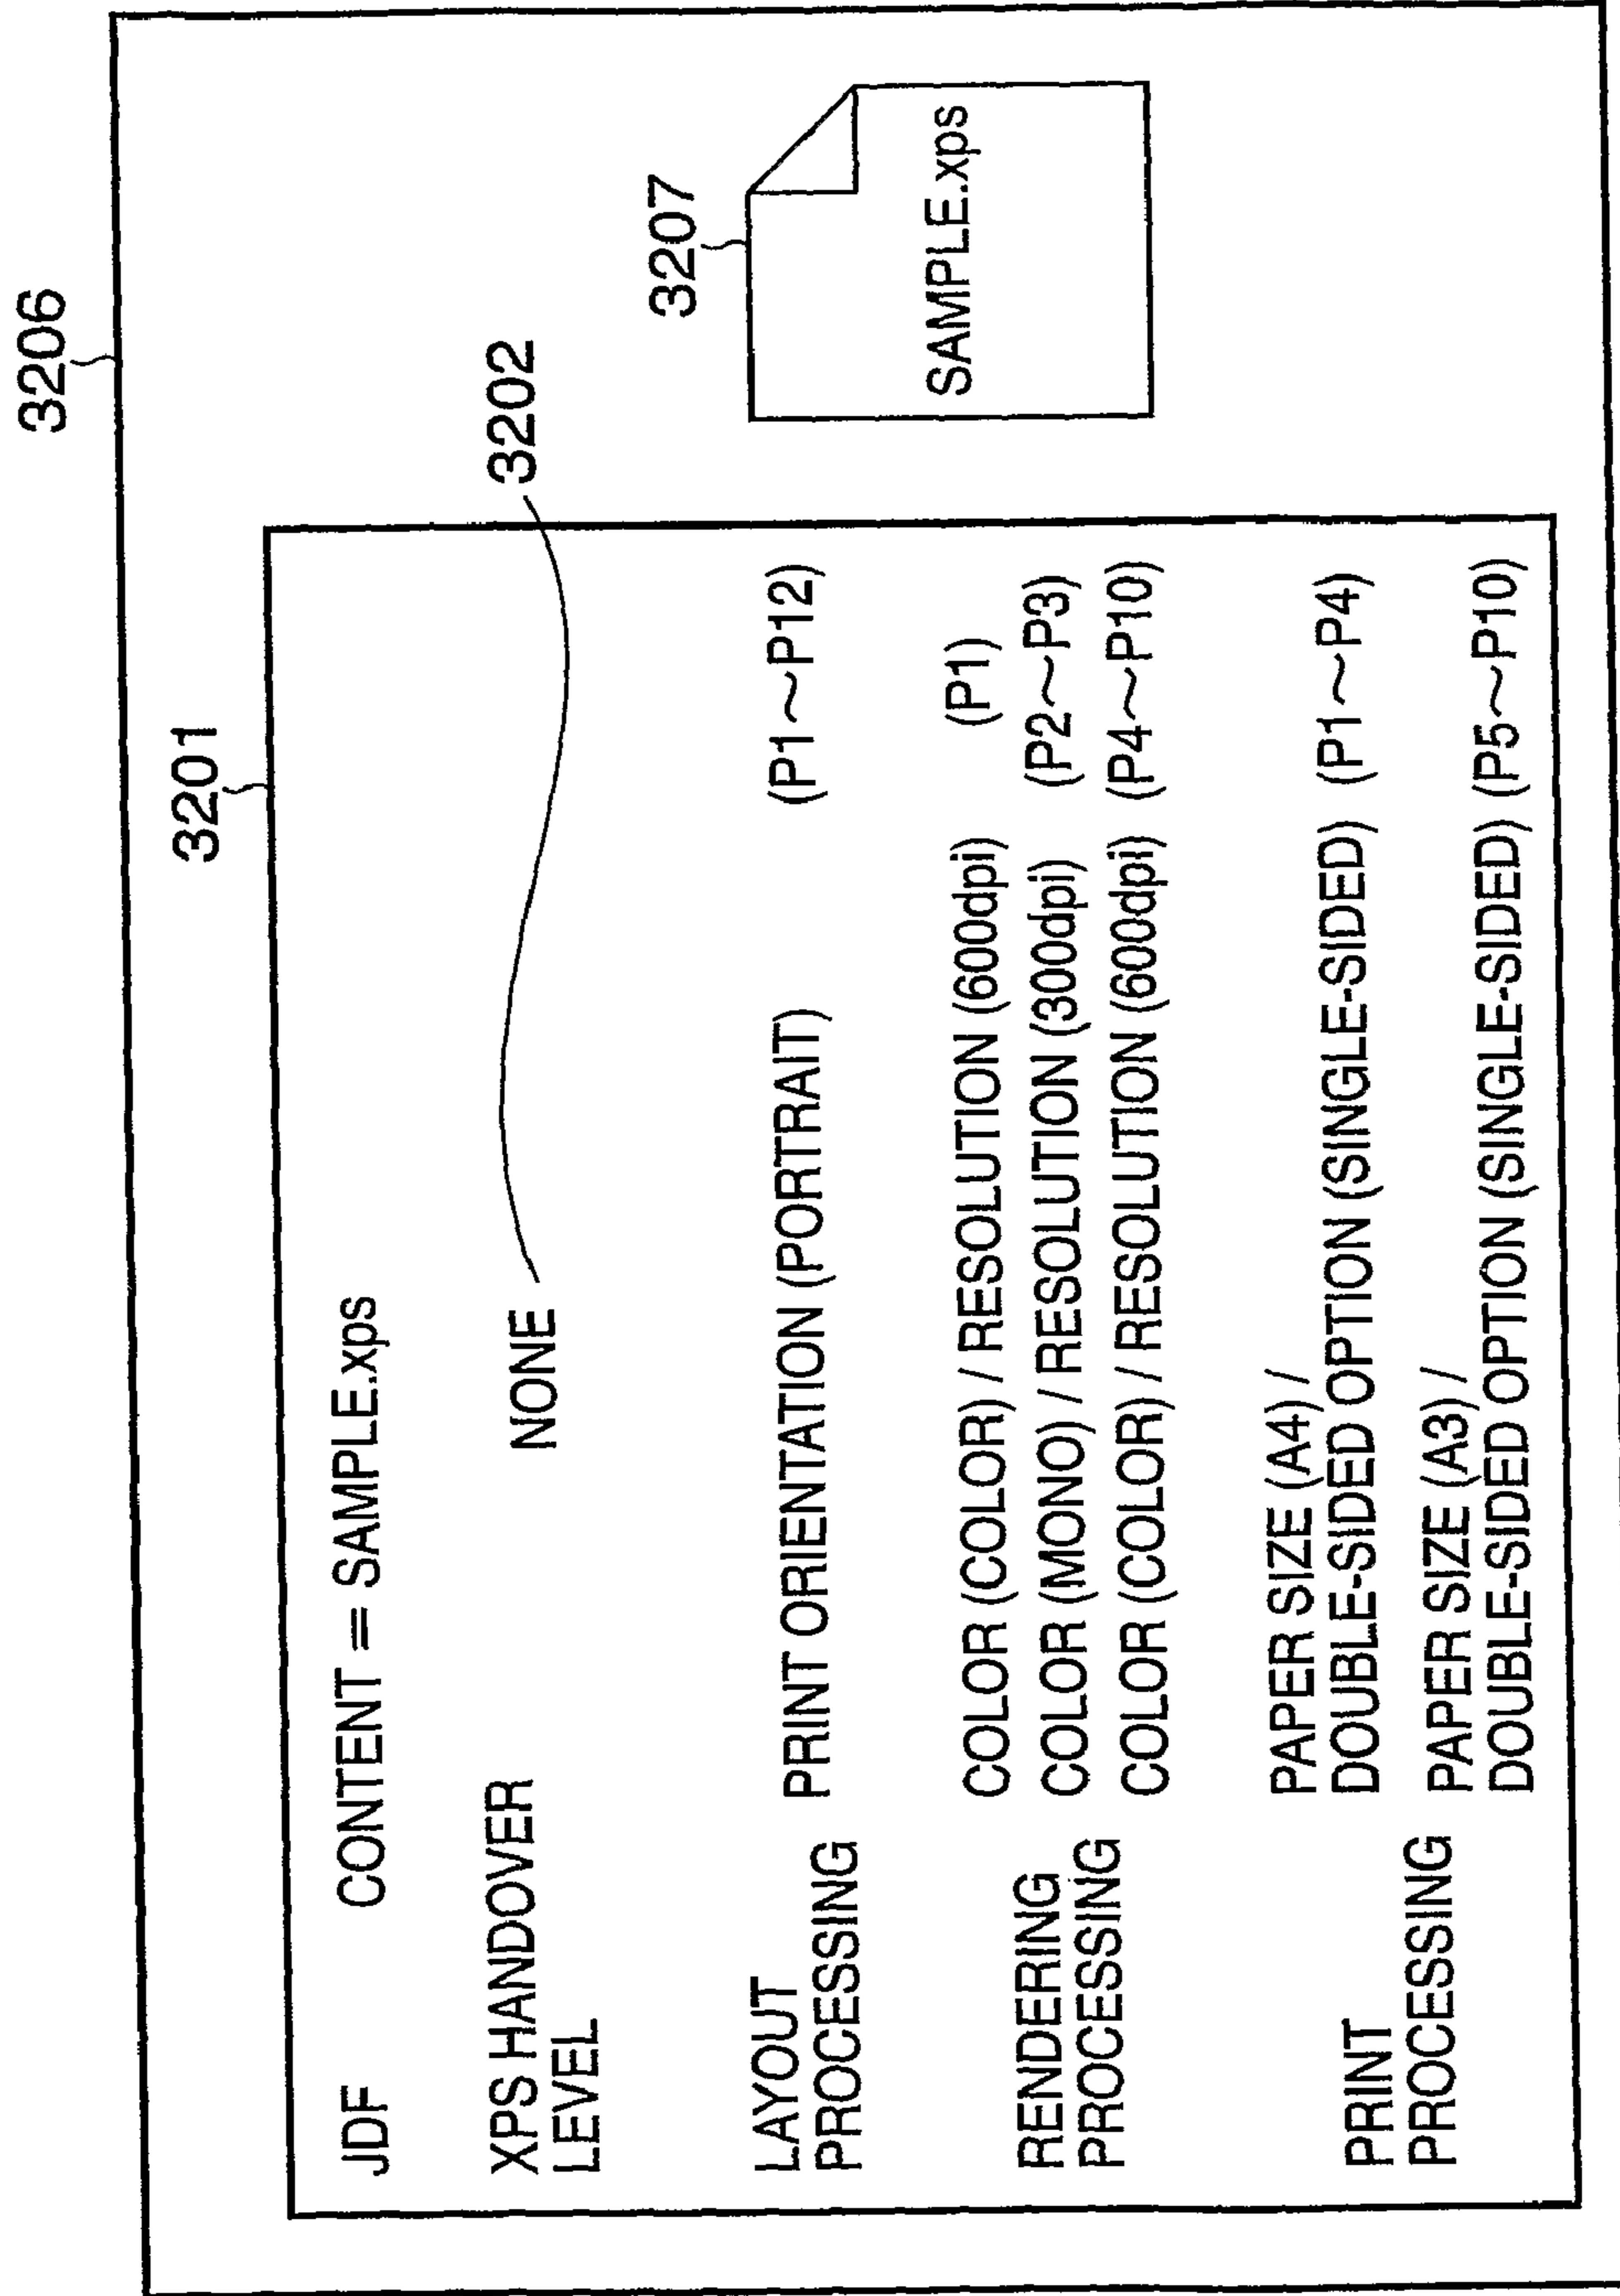 3206
3201
JDF CONTENT = SAMPLE.xps
XPS HANDOVER
LEVEL
NONE
3202
3207
SAMPLE.xps
LAYOUT
PROCESSING
PRINT ORIENTATION (PORTRAIT) (P1～P12)
RENDERING
PROCESSING
COLOR (COLOR) / RESOLUTION (600dpi) (P1)
COLOR (MONO) / RESOLUTION (300dpi) (P2～P3)
COLOR (COLOR) / RESOLUTION (600dpi) (P4～P10)
PRINT
PROCESSING
PAPER SIZE (A4) /
DOUBLE-SIDED OPTION (SINGLE-SIDED) (P1～P4)
PAPER SIZE (A3) /
DOUBLE-SIDED OPTION (SINGLE-SIDED) (P5～P10)